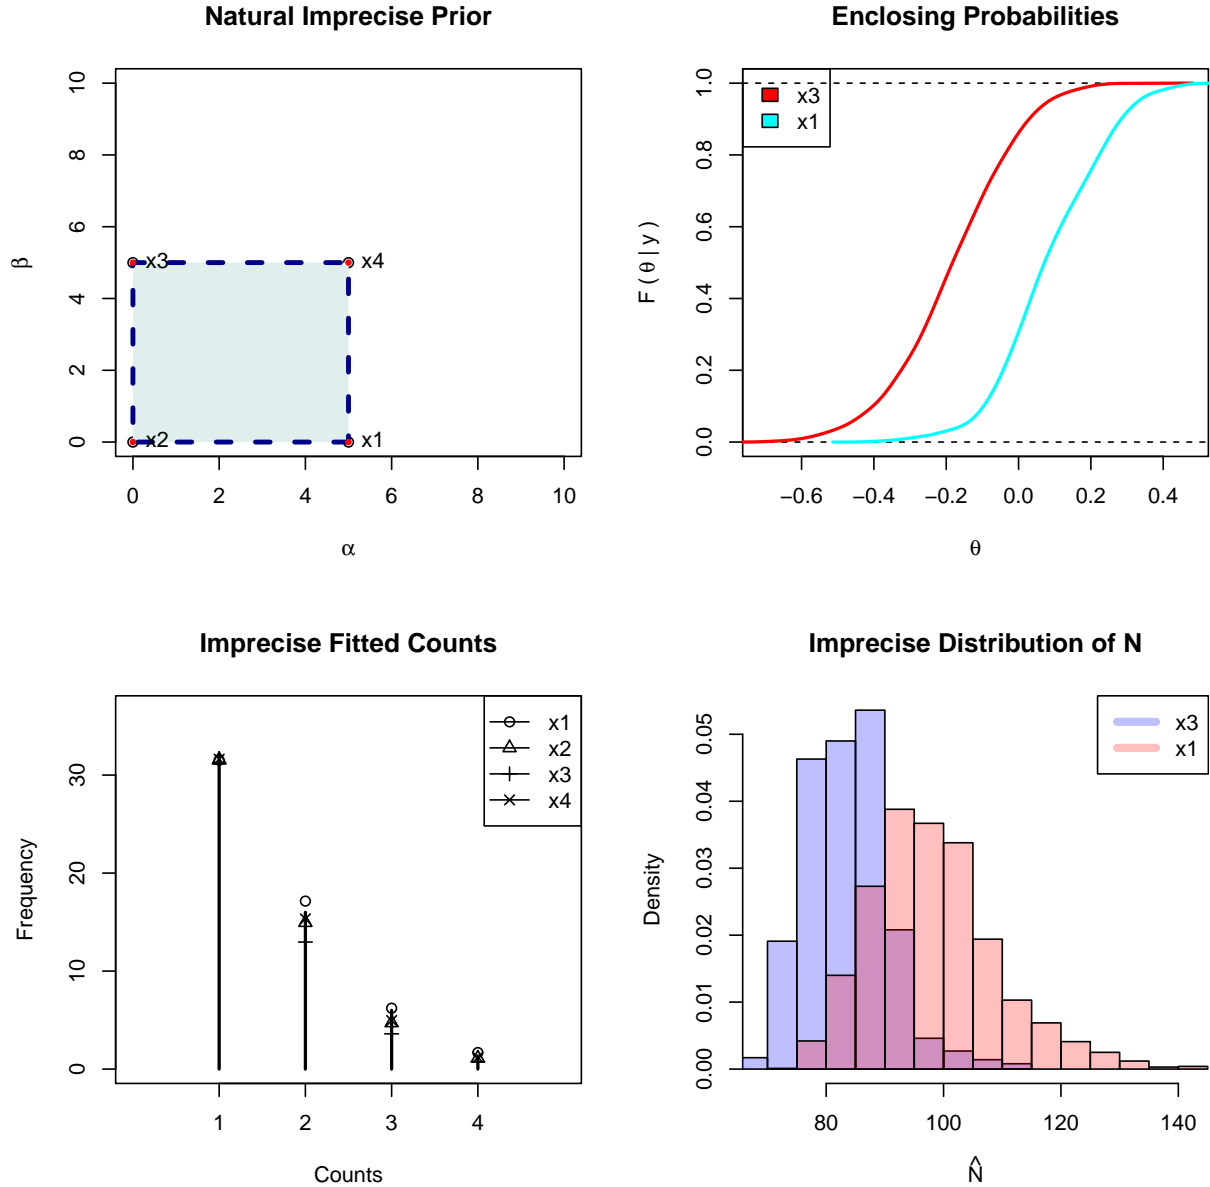 Natural Imprecise Prior
β
10
8
6
4
2
0
x3
x4
x2
x1
0 2 4 6 8 10
α
Enclosing Probabilities
F ( θ | y )
1.0
0.8
0.6
0.4
0.2
0.0
x3
x1
−0.6 −0.4 −0.2 0.0 0.2 0.4
θ
Imprecise Fitted Counts
Frequency
30
20
10
0
x1
x2
x3
x4
1 2 3 4
Counts
Imprecise Distribution of N
Density
0.05
0.04
0.03
0.02
0.01
0.00
x3
x1
80 100 120 140
N̂